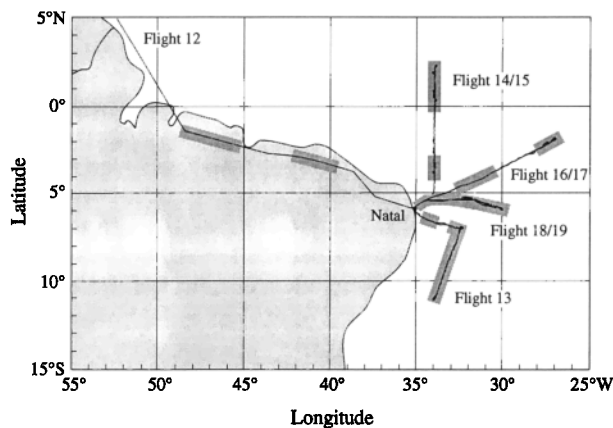 5°N
0°
5°
10°
15°S
Latitude
Flight 12
Flight 14/15
Flight 16/17
Natal
Flight 18/19
Flight 13
55°W
50°
45°
40°
35°
30°
25°W
Longitude